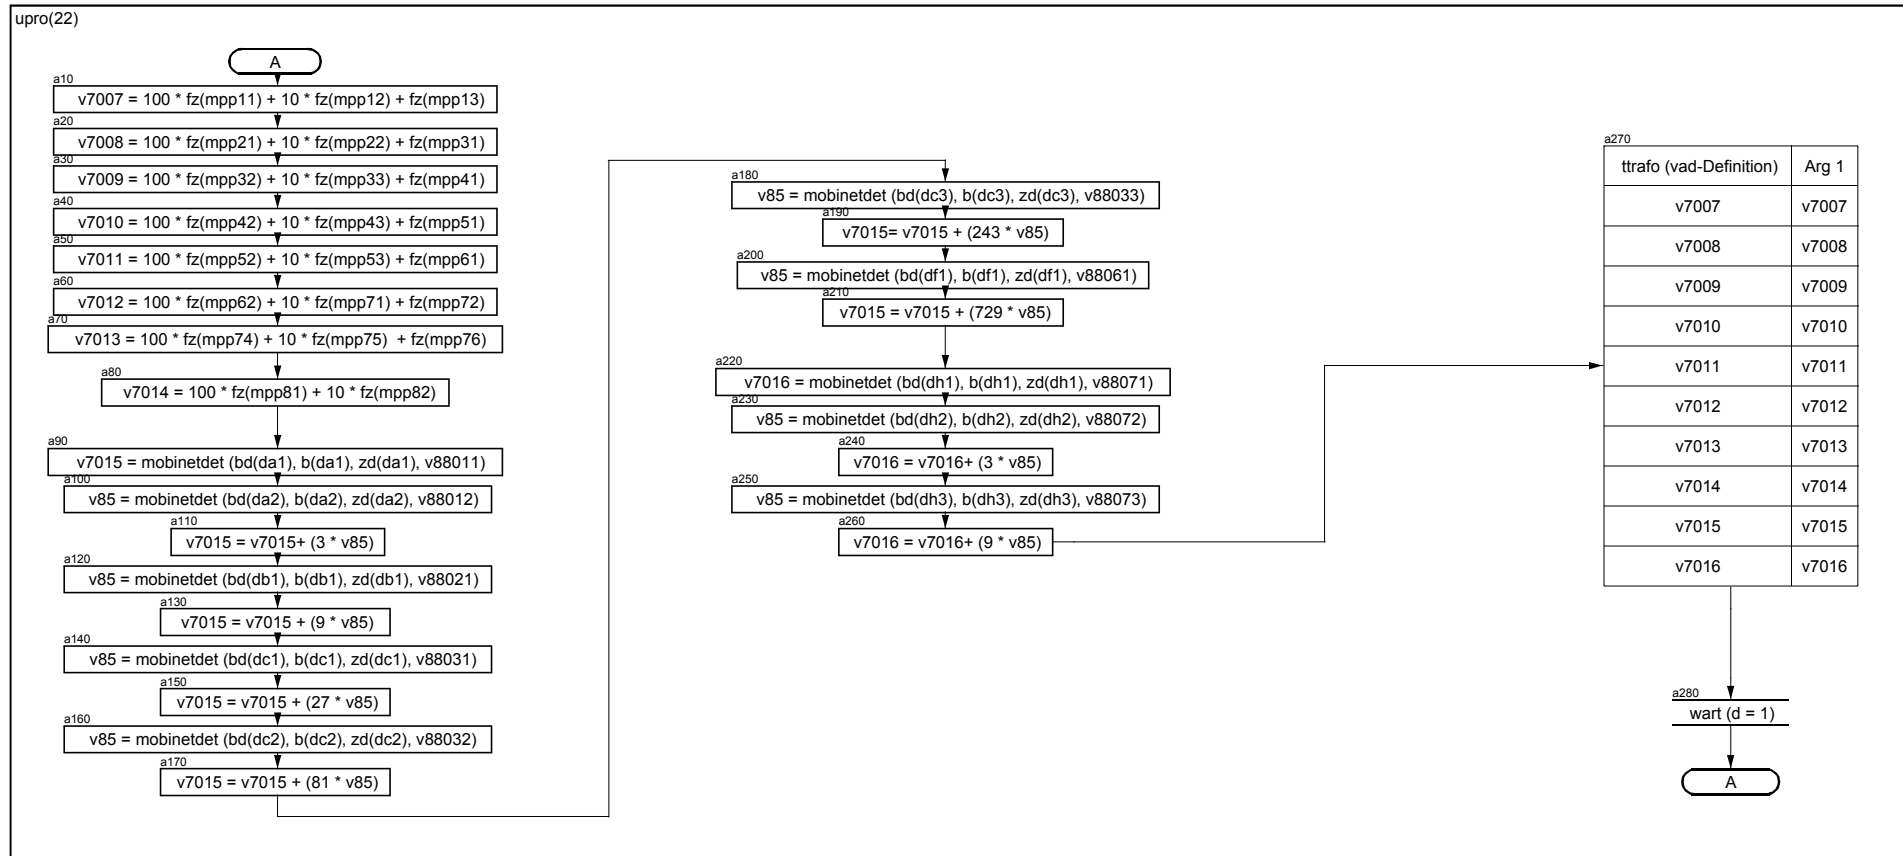 upro(22)
A
a10
v7007 = 100 * fz(mpp11) + 10 * fz(mpp12) + fz(mpp13)
a20
v7008 = 100 * fz(mpp21) + 10 * fz(mpp22) + fz(mpp31)
a30
v7009 = 100 * fz(mpp32) + 10 * fz(mpp33) + fz(mpp41)
a40
v7010 = 100 * fz(mpp42) + 10 * fz(mpp43) + fz(mpp51)
a50
v7011 = 100 * fz(mpp52) + 10 * fz(mpp53) + fz(mpp61)
a60
v7012 = 100 * fz(mpp62) + 10 * fz(mpp71) + fz(mpp72)
a70
v7013 = 100 * fz(mpp74) + 10 * fz(mpp75) + fz(mpp76)
a80
v7014 = 100 * fz(mpp81) + 10 * fz(mpp82)
a90
v7015 = mobinetdet (bd(da1), b(da1), zd(da1), v88011)
a100
v85 = mobinetdet (bd(da2), b(da2), zd(da2), v88012)
a110
v7015 = v7015+ (3 * v85)
a120
v85 = mobinetdet (bd(db1), b(db1), zd(db1), v88021)
a130
v7015 = v7015 + (9 * v85)
a140
v85 = mobinetdet (bd(dc1), b(dc1), zd(dc1), v88031)
a150
v7015 = v7015 + (27 * v85)
a160
v85 = mobinetdet (bd(dc2), b(dc2), zd(dc2), v88032)
a170
v7015 = v7015 + (81 * v85)
a180
v85 = mobinetdet (bd(dc3), b(dc3), zd(dc3), v88033)
a190
v7015= v7015 + (243 * v85)
a200
v85 = mobinetdet (bd(df1), b(df1), zd(df1), v88061)
a210
v7015 = v7015 + (729 * v85)
a220
v7016 = mobinetdet (bd(dh1), b(dh1), zd(dh1), v88071)
a230
v85 = mobinetdet (bd(dh2), b(dh2), zd(dh2), v88072)
a240
v7016 = v7016+ (3 * v85)
a250
v85 = mobinetdet (bd(dh3), b(dh3), zd(dh3), v88073)
a260
v7016 = v7016+ (9 * v85)
a270
ttrafo (vad-Definition) Arg 1
v7007 v7007
v7008 v7008
v7009 v7009
v7010 v7010
v7011 v7011
v7012 v7012
v7013 v7013
v7014 v7014
v7015 v7015
v7016 v7016
a280
wart (d = 1)
A